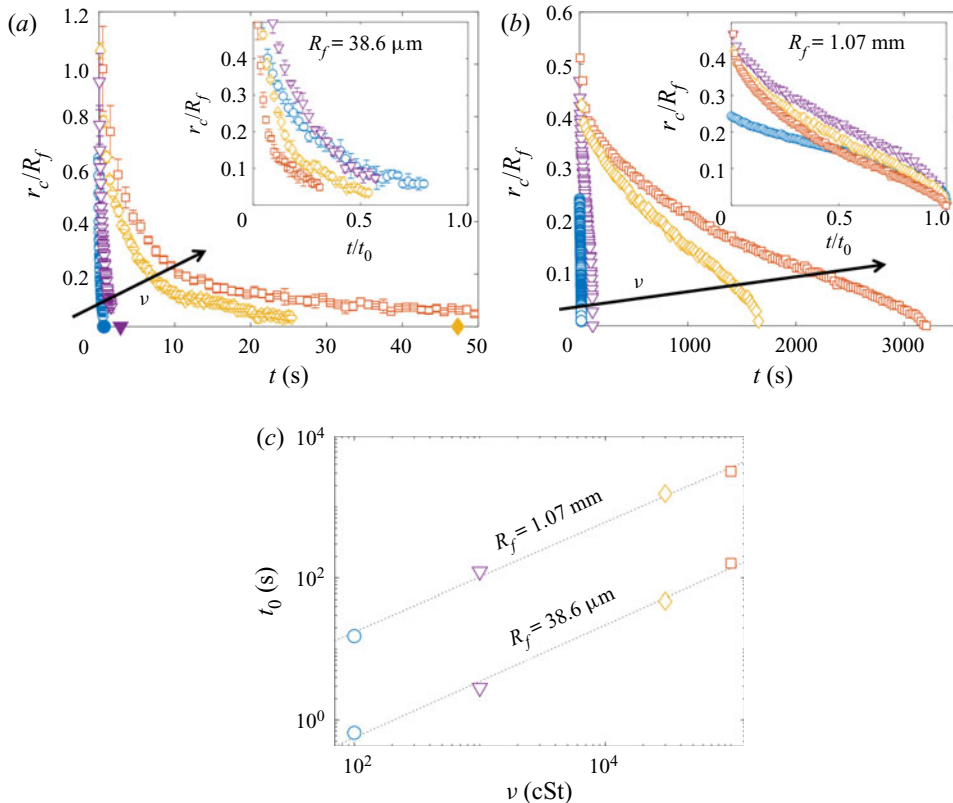 (a)
1.2
1.0
0.8
0.6
0.4
0.2
r_c/R_f
0
10
20
30
40
50
t (s)
ν
R_f = 38.6 μm
0.4
0.3
0.2
0.1
r_c/R_f
0
0.5
1.0
t/t_0
(b)
0.6
0.5
0.4
0.3
0.2
0.1
r_c/R_f
0
1000
2000
3000
t (s)
ν
R_f = 1.07 mm
0.4
0.3
0.2
0.1
r_c/R_f
0
0.5
1.0
t/t_0
(c)
10^4
10^2
10^0
t_0 (s)
R_f = 1.07 mm
R_f = 38.6 μm
10^2
10^4
ν (cSt)